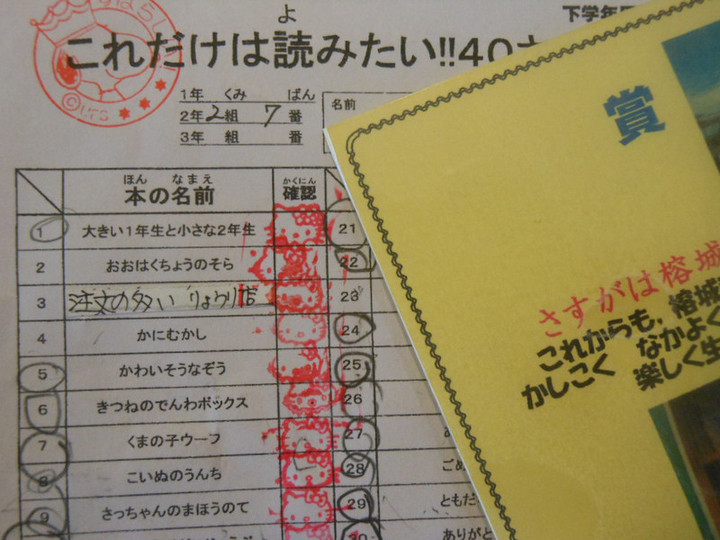 よ
下学年
これだけは読みたい!!40
1年 くみ ばん
2年 2組 7番
3年 組 番
名前
ほん なまえ かくにん
本の名前 確認
1 大きい1年生と小さな2年生 21
2 おおはくちょうのそら 22
3 注文の多いりょうり店 23
4 かにむかし 24
5 かわいそうなぞう 25
6 きつねのでんわボックス 26
7 くまの子ウーフ 27
8 こいぬのうんち 28
ごめ
9 さっちゃんのまほうのて 29
ともだ
ありがと
賞
さすがは榕城
これからも、榕城
かしこく なかよく
楽しく生